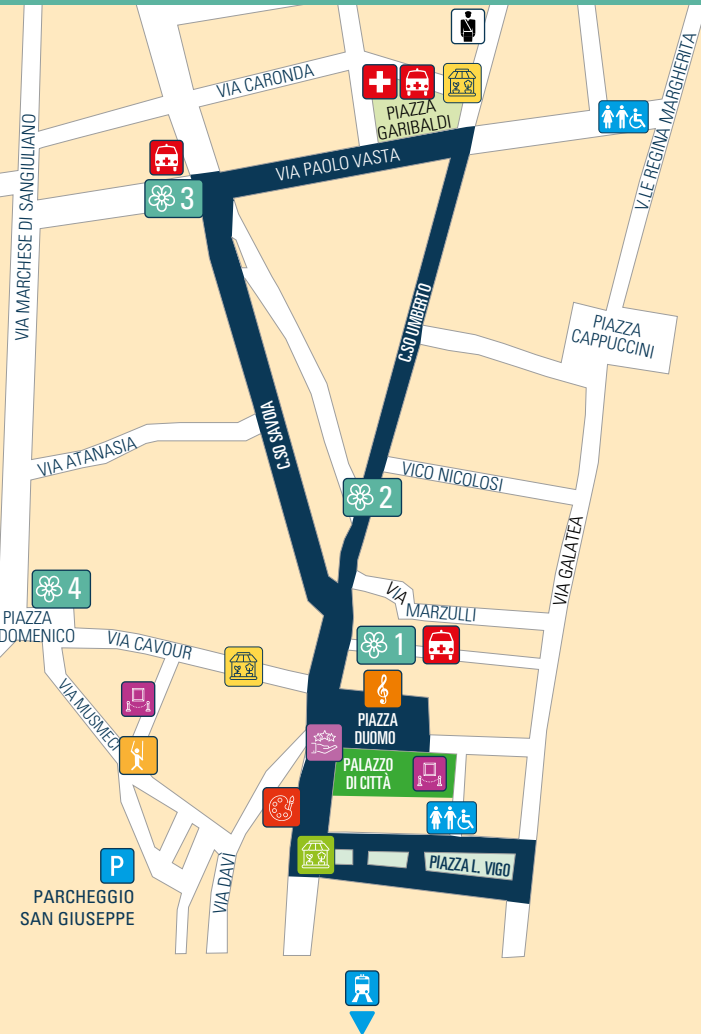 VIA CARONDA
PIAZZA
GARIBALDI
VIA PAOLO VASTA
3
VIA MARCHESE DI SANGIULIANO
V.LE REGINA MARGHERITA
C.SO UMBERTO
PIAZZA
CAPPUCCINI
C.SO SAVOIA
VIA ATANASIA
VICO NICOLOSI
2
VIA GALATEA
4
VIA
MARZULLI
PIAZZA
DOMENICO
VIA CAVOUR
1
VIA MUSMECI
PIAZZA
DUOMO
PALAZZO
DI CITTÀ
P
PARCHEGGIO
SAN GIUSEPPE
VIA DAVÌ
PIAZZA L. VIGO